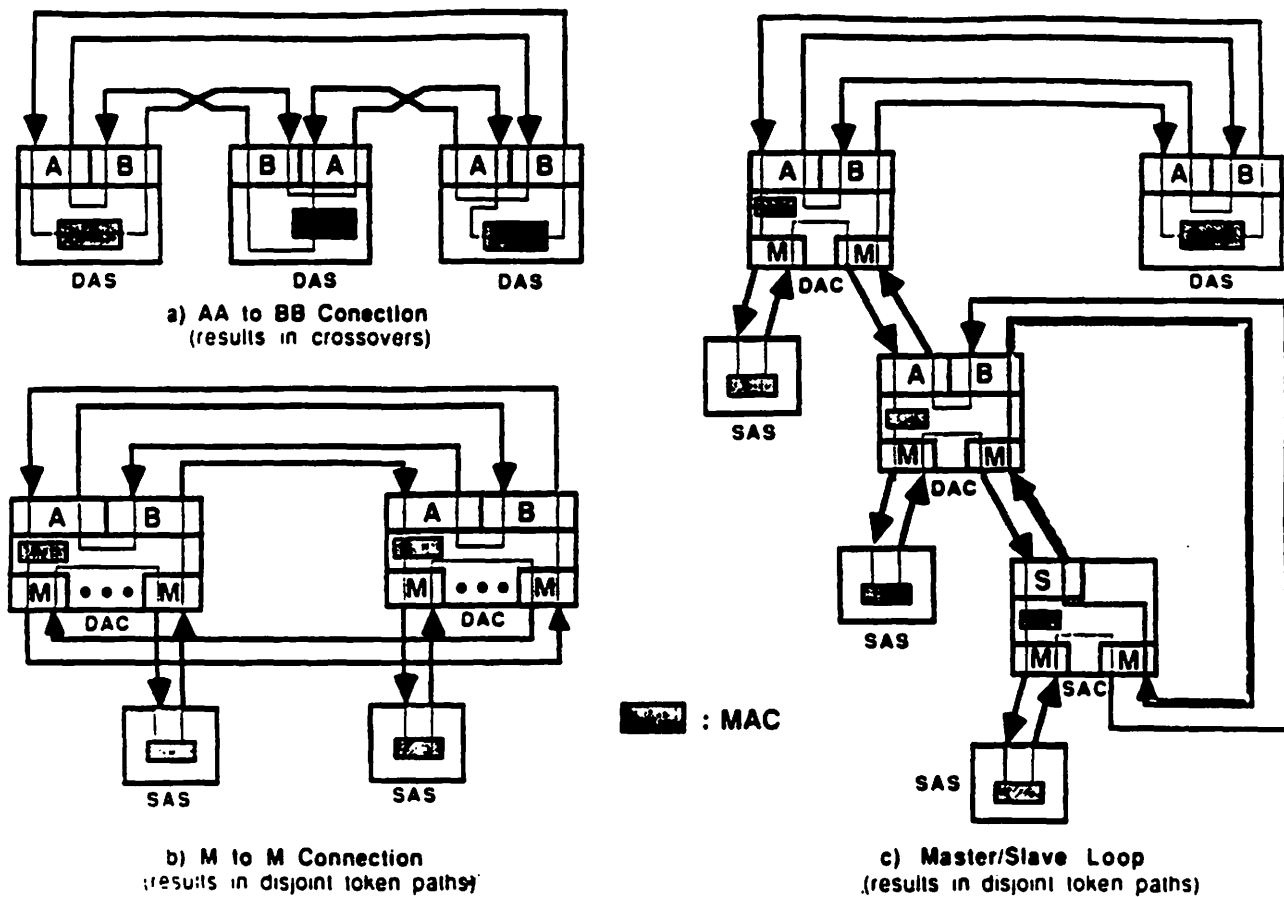 A B
B A
A B
DAS
DAS
DAS
a) AA to BB Conection
(results in crossovers)
A B
A B
M • • • M
M • • • M
DAC
DAC
SAS
SAS
b) M to M Connection
(results in disjoint token paths)
A B
A B
M M
DAC
DAS
SAS
A B
M M
DAC
SAS
S
M M
SAC
SAS
: MAC
c) Master/Slave Loop
(results in disjoint token paths)